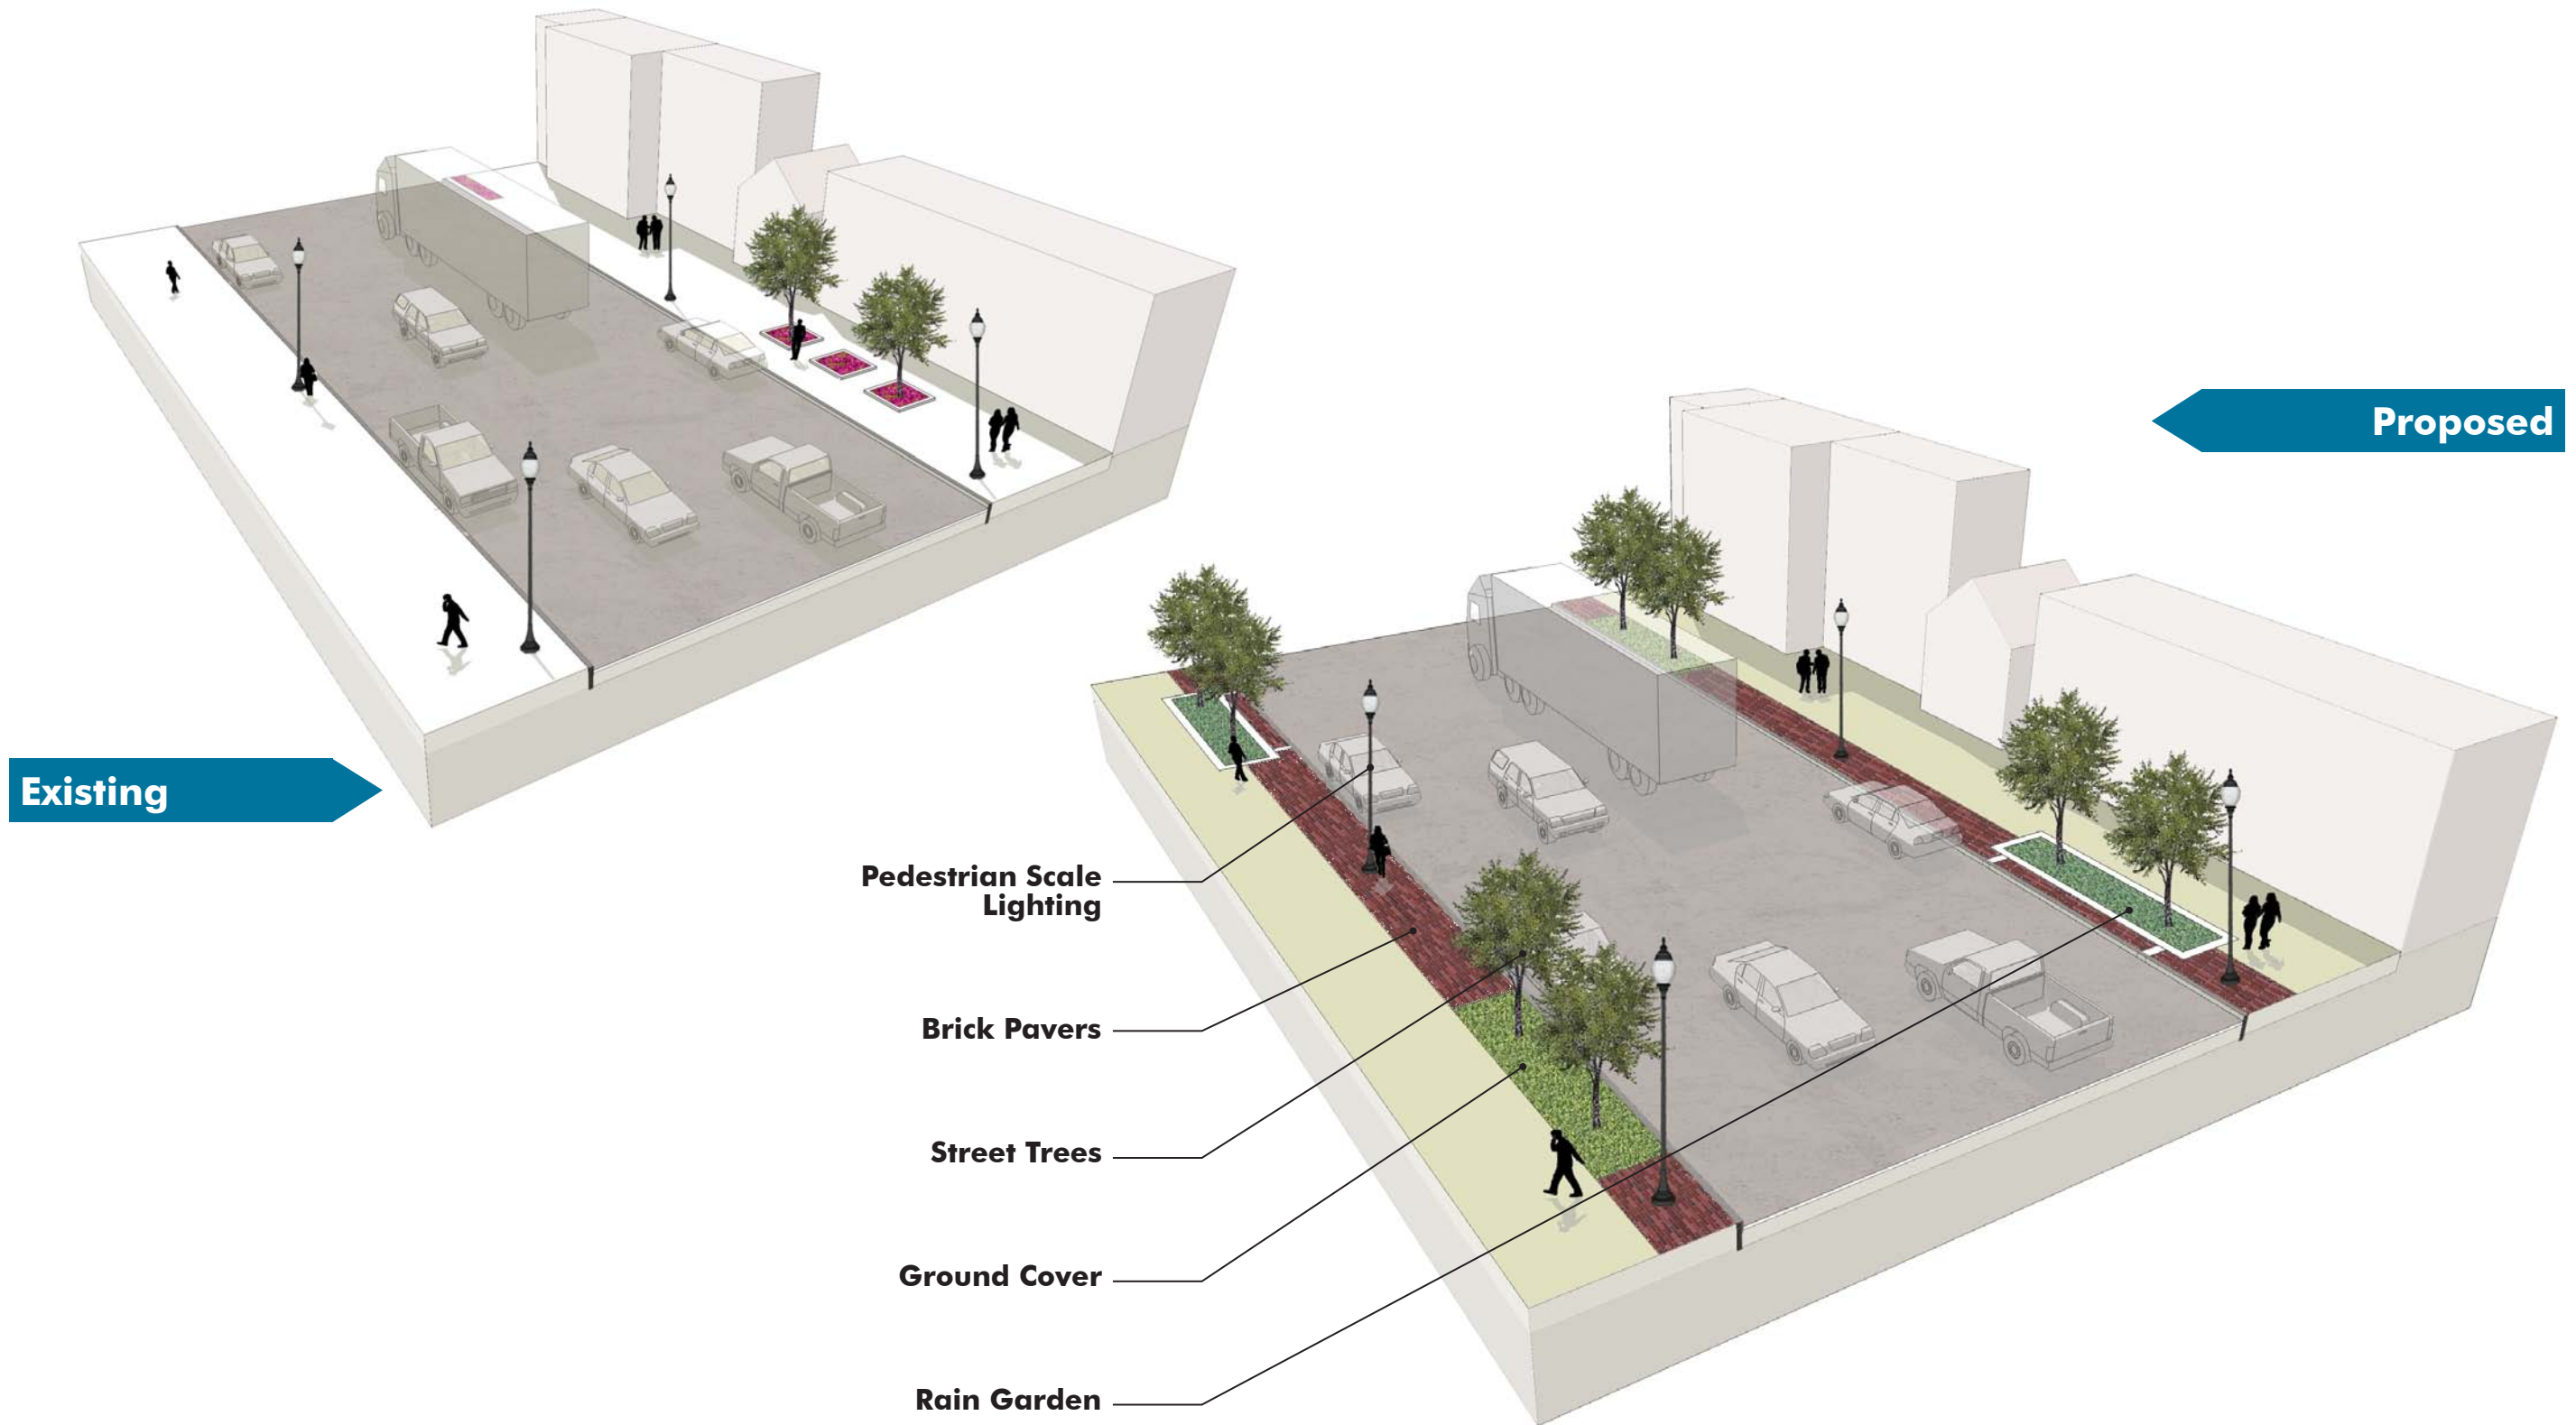 Proposed
Existing
Pedestrian Scale
Lighting
Brick Pavers
Street Trees
Ground Cover
Rain Garden